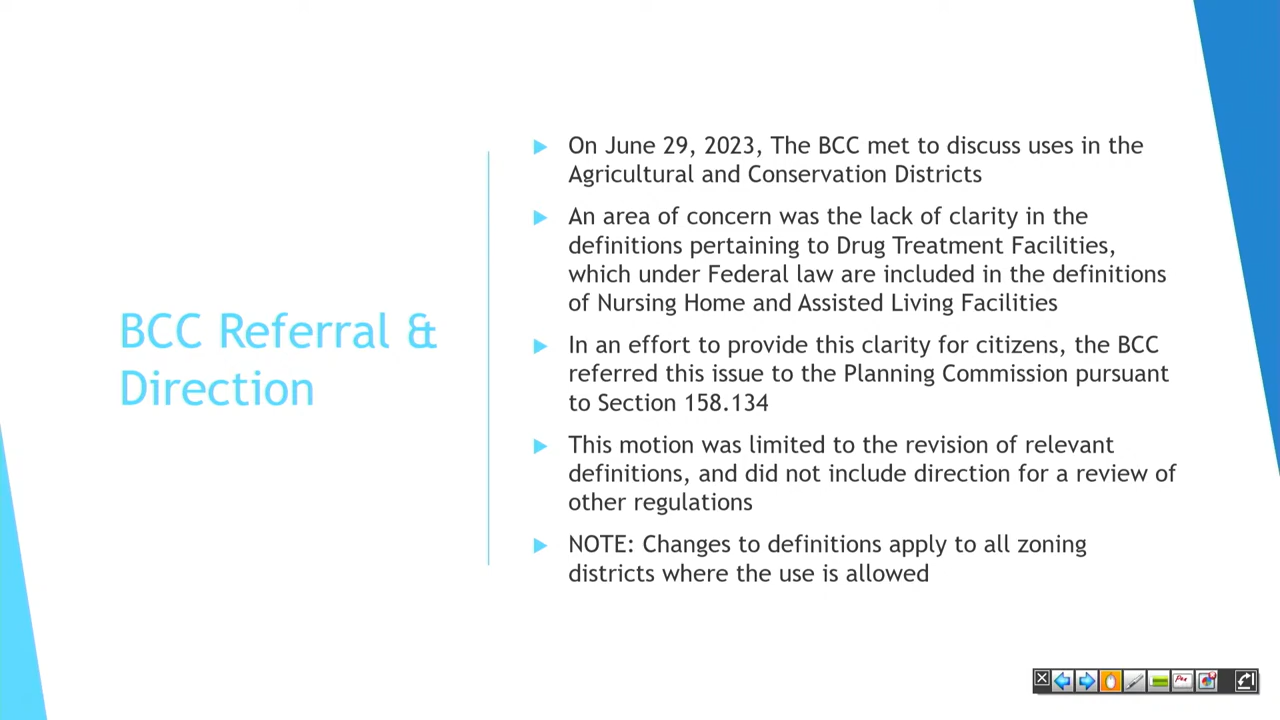 BCC Referral &
Direction
On June 29, 2023, The BCC met to discuss uses in the
Agricultural and Conservation Districts
An area of concern was the lack of clarity in the
definitions pertaining to Drug Treatment Facilities,
which under Federal law are included in the definitions
of Nursing Home and Assisted Living Facilities
In an effort to provide this clarity for citizens, the BCC
referred this issue to the Planning Commission pursuant
to Section 158.134
This motion was limited to the revision of relevant
definitions, and did not include direction for a review of
other regulations
NOTE: Changes to definitions apply to all zoning
districts where the use is allowed